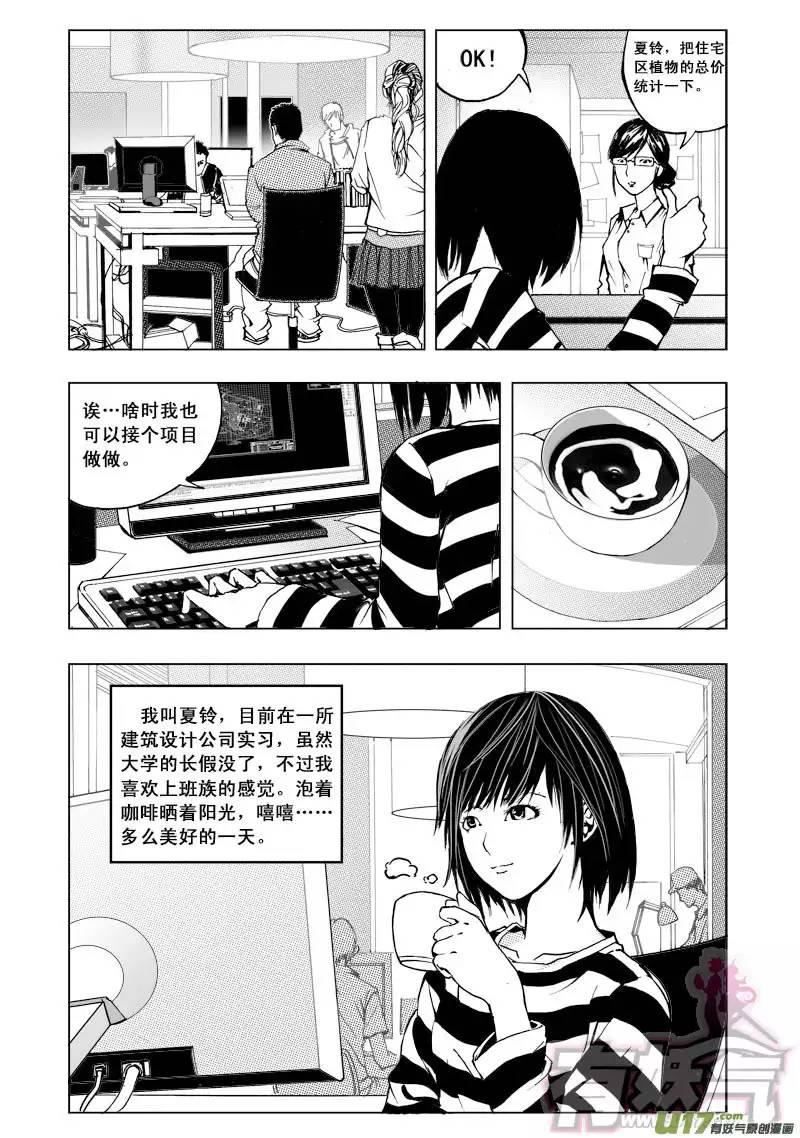 夏铃，把住宅
区植物的总价
统计一下。
OK！
诶…啥时我也
可以接个项目
做做。
我叫夏铃，目前在一所
建筑设计公司实习，虽然
大学的长假没了，不过我
喜欢上班族的感觉。泡着
咖啡晒着阳光，嘻嘻……
多么美好的一天。
有妖气
U17
有妖气原创漫画